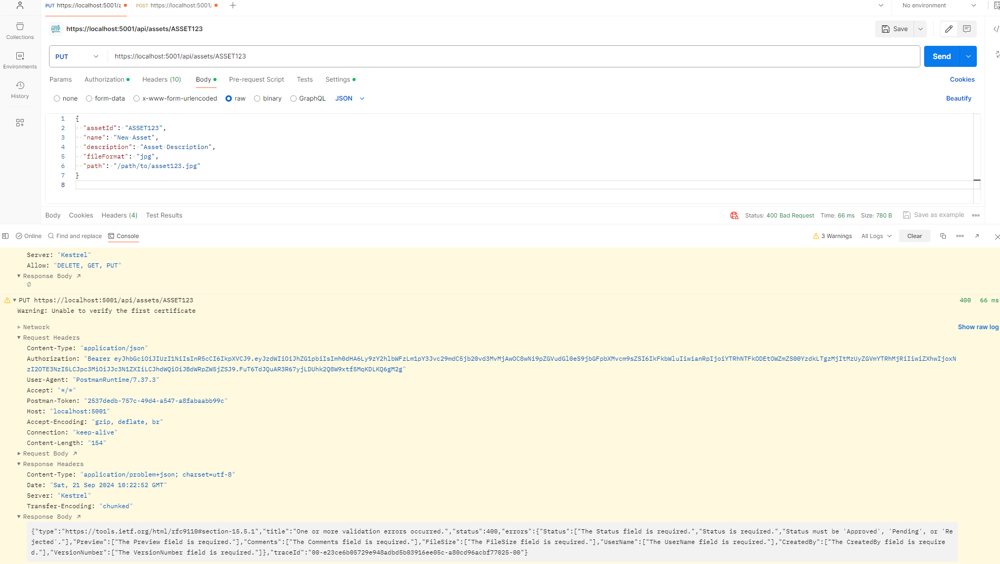 PUT https://localhost:5001/a
POST https://localhost:5001/
No environment
HTTP https://localhost:5001/api/assets/ASSET123
Save
PUT https://localhost:5001/api/assets/ASSET123
Send
Collections
Environments
History
Params Authorization Headers (10) Body Pre-request Script Tests Settings Cookies
none form-data x-www-form-urlencoded raw binary GraphQL JSON Beautify
1 {
2 "assetId": "ASSET123",
3 "name": "New Asset",
4 "description": "Asset Description",
5 "fileFormat": "jpg",
6 "path": "/path/to/asset123.jpg"
7 }
8
Body Cookies Headers (4) Test Results Status: 400 Bad Request Time: 66 ms Size: 780 B Save as example
Online Find and replace Console 3 Warnings All Logs Clear
Server: "Kestrel"
Allow: "DELETE, GET, PUT"
Response Body
PUT https://localhost:5001/api/assets/ASSET123 400 66 ms
Warning: Unable to verify the first certificate
Network Show raw log
Request Headers
Content-Type: "application/json"
Authorization: "Bearer
User-Agent: "PostmanRuntime/7.37.3"
Accept: "*/*"
Postman-Token: "2537dedb-757c-49d4-a547-a8fabaabb99c"
Host: "localhost:5001"
Accept-Encoding: "gzip, deflate, br"
Connection: "keep-alive"
Content-Length: "154"
Request Body
Response Headers
Content-Type: "application/problem+json; charset=utf-8"
Date: "Sat, 21 Sep 2024 10:22:52 GMT"
Server: "Kestrel"
Transfer-Encoding: "chunked"
Response Body
{"type":"https://tools.ietf.org/html/rfc9110#section-15.5.1","title":"One or more validation errors occurred.","status":400,"errors":{"Status":["The Status field is required.","Status is required.","Status must be 'Approved', 'Pending', or 'Re
jected'."],"Preview":["The Preview field is required."],"Comments":["The Comments field is required."],"FileSize":["The FileSize field is required."],"UserName":["The UserName field is required."],"CreatedBy":["The CreatedBy field is require
d."],"VersionNumber":["The VersionNumber field is required."]},"traceId":"00-e23ce6b05729e948adbd5b03916ee05c-a80cd96acbf77025-00"}